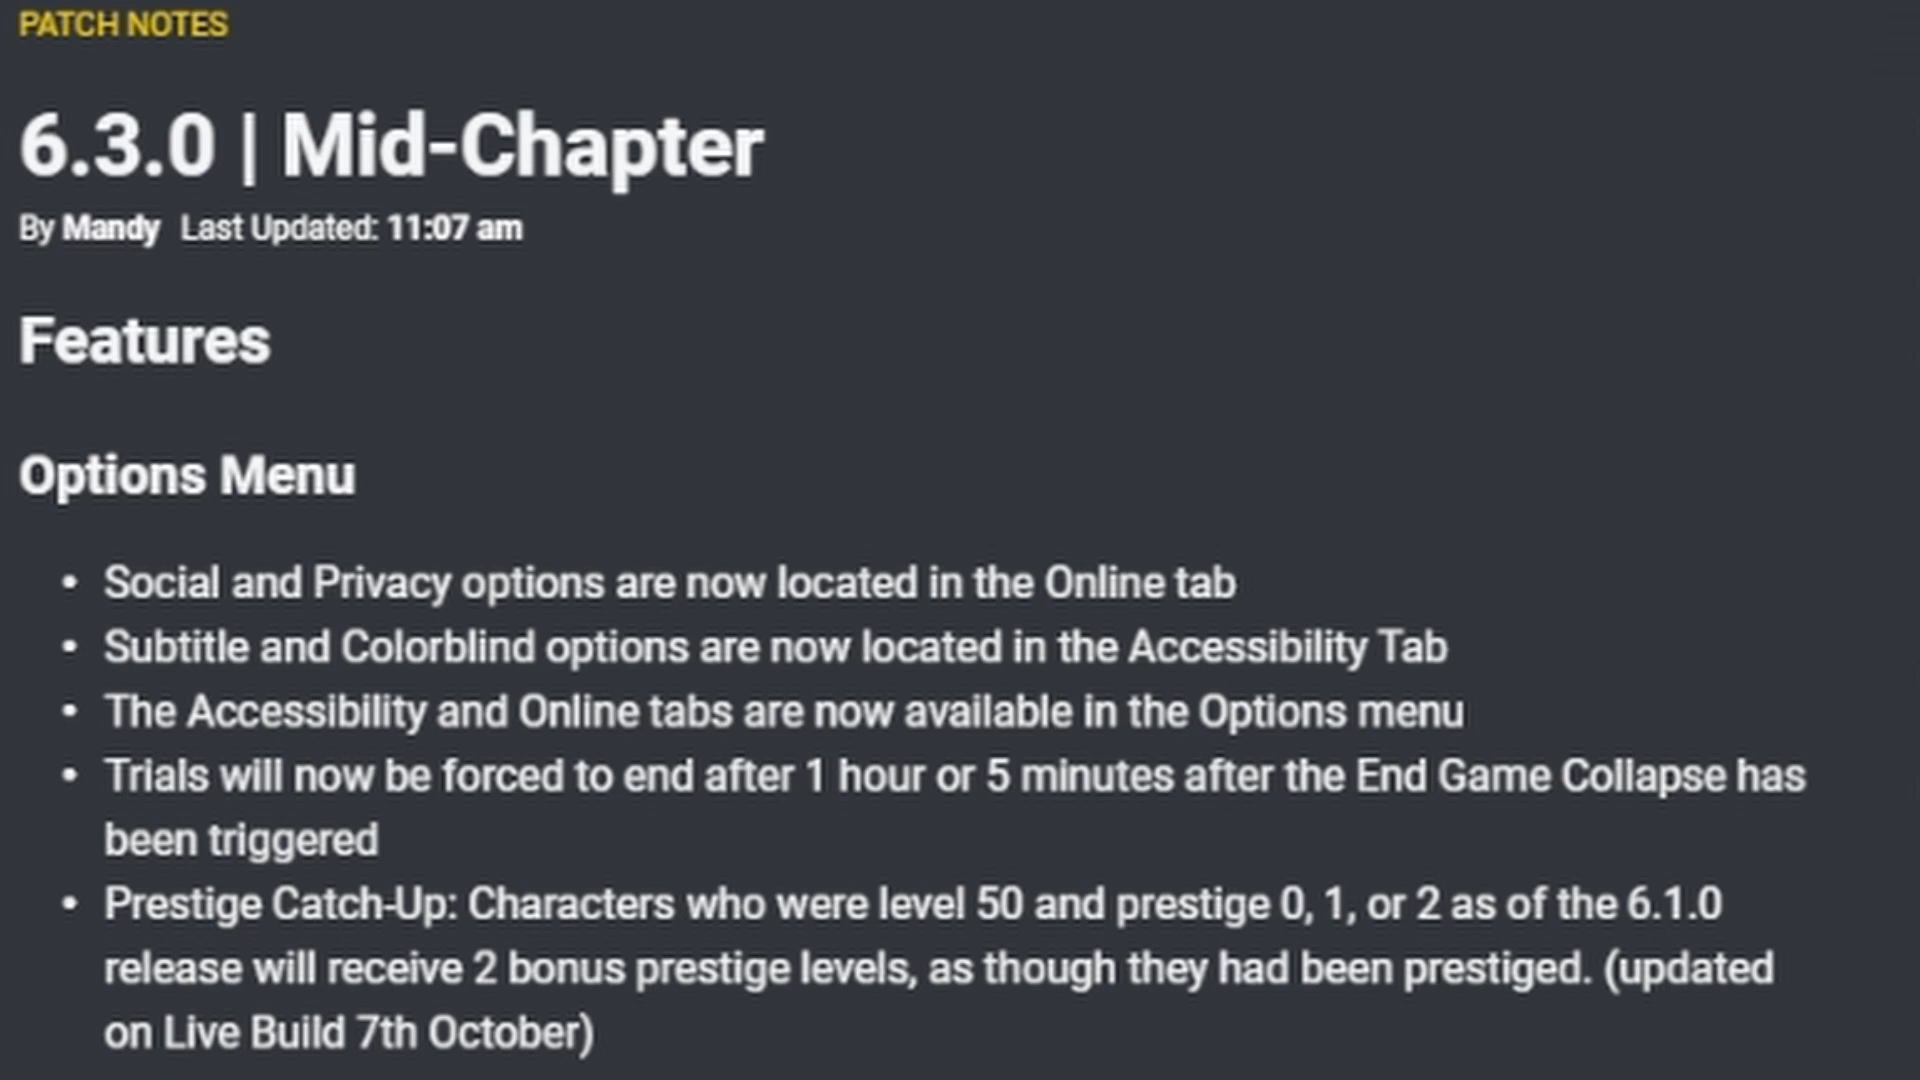 PATCH NOTES
6.3.0 | Mid-Chapter
By Mandy Last Updated: 11:07 am
Features
Options Menu
• Social and Privacy options are now located in the Online tab
• Subtitle and Colorblind options are now located in the Accessibility Tab
• The Accessibility and Online tabs are now available in the Options menu
• Trials will now be forced to end after 1 hour or 5 minutes after the End Game Collapse has
been triggered
• Prestige Catch-Up: Characters who were level 50 and prestige 0, 1, or 2 as of the 6.1.0
release will receive 2 bonus prestige levels, as though they had been prestiged. (updated
on Live Build 7th October)